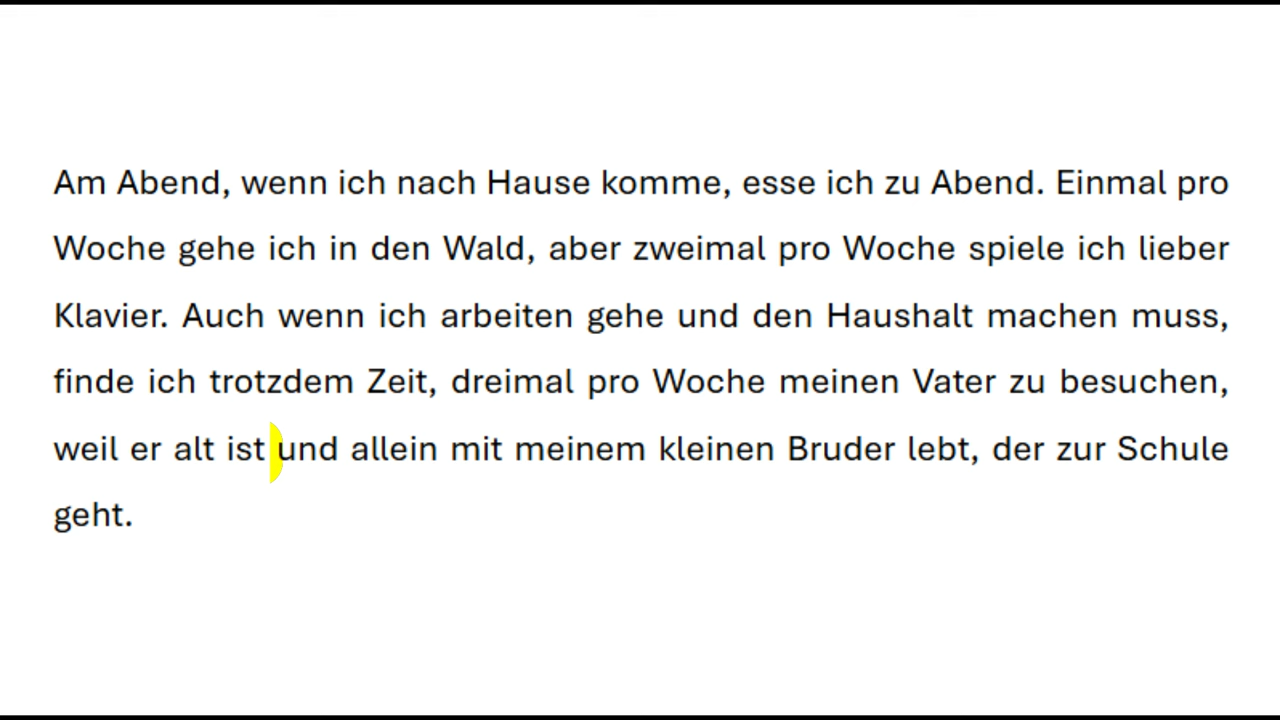 Am Abend, wenn ich nach Hause komme, esse ich zu Abend. Einmal pro
Woche gehe ich in den Wald, aber zweimal pro Woche spiele ich lieber
Klavier. Auch wenn ich arbeiten gehe und den Haushalt machen muss,
finde ich trotzdem Zeit, dreimal pro Woche meinen Vater zu besuchen,
weil er alt ist und allein mit meinem kleinen Bruder lebt, der zur Schule
geht.